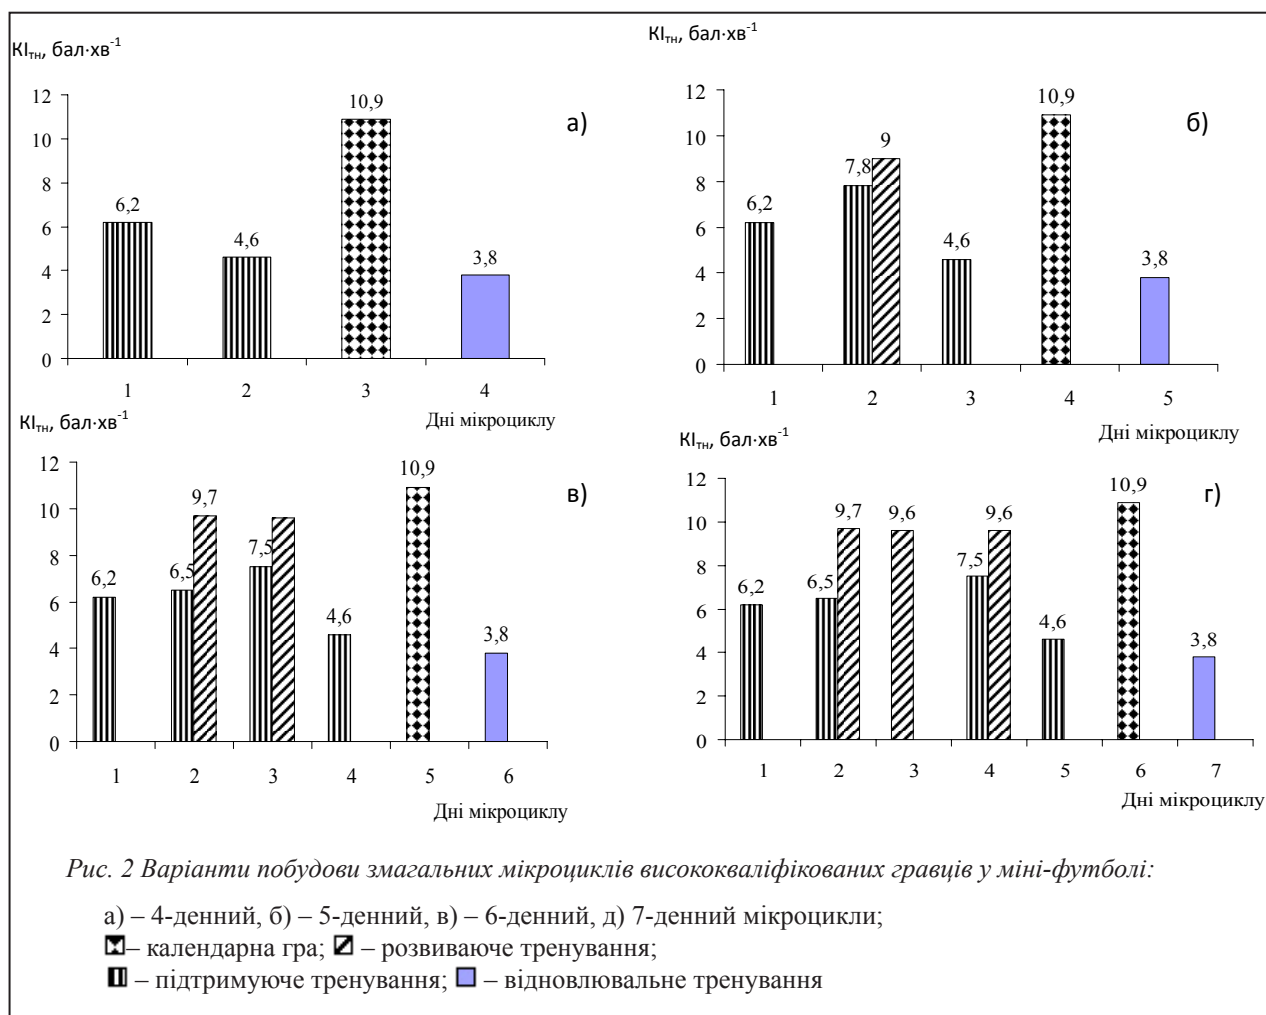 КІтн, бал·хв-1
а)
12
10
8
6
4
2
0
6,2
4,6
10,9
3,8
1 2 3 4
Дні мікроциклу
КІтн, бал·хв-1
б)
12
10
8
6
4
2
0
6,2
7,8
9
4,6
10,9
3,8
1 2 3 4 5
Дні мікроциклу
КІтн, бал·хв-1
в)
12
10
8
6
4
2
0
6,2
6,5
9,7
7,5
4,6
10,9
3,8
1 2 3 4 5 6
Дні мікроциклу
КІтн, бал·хв-1
г)
12
10
8
6
4
2
0
6,2
6,5
9,7
9,6
7,5
9,6
4,6
10,9
3,8
1 2 3 4 5 6 7
Дні мікроциклу
Рис. 2 Варіанти побудови змагальних мікроциклів висококваліфікованих гравців у міні-футболі:
а) – 4-денний, б) – 5-денний, в) – 6-денний, д) 7-денний мікроцикли;
– календарна гра; – розвиваюче тренування;
– підтримуюче тренування; – відновлювальне тренування